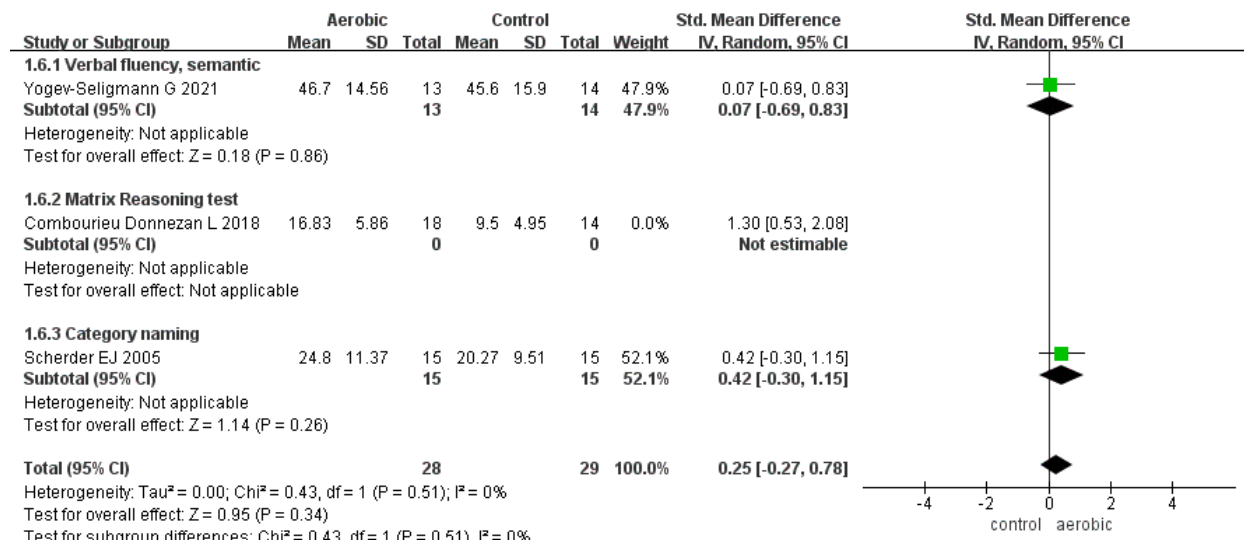 Aerobic Control Std. Mean Difference Std. Mean Difference
Study or Subgroup Mean SD Total Mean SD Total Weight IV, Random, 95% CI IV, Random, 95% CI
1.6.1 Verbal fluency, semantic
Yogev-Seligmann G 2021 46.7 14.56 13 45.6 15.9 14 47.9% 0.07 [-0.69, 0.83]
Subtotal (95% CI) 13 14 47.9% 0.07 [-0.69, 0.83]
Heterogeneity: Not applicable
Test for overall effect: Z = 0.18 (P = 0.86)
1.6.2 Matrix Reasoning test
Combourieu Donnezan L 2018 16.83 5.86 18 9.5 4.95 14 0.0% 1.30 [0.53, 2.08]
Subtotal (95% CI) 0 0 Not estimable
Heterogeneity: Not applicable
Test for overall effect: Not applicable
1.6.3 Category naming
Scherder EJ 2005 24.8 11.37 15 20.27 9.51 15 52.1% 0.42 [-0.30, 1.15]
Subtotal (95% CI) 15 15 52.1% 0.42 [-0.30, 1.15]
Heterogeneity: Not applicable
Test for overall effect: Z = 1.14 (P = 0.26)
Total (95% CI) 28 29 100.0% 0.25 [-0.27, 0.78]
Heterogeneity: Tau² = 0.00; Chi² = 0.43, df = 1 (P = 0.51); I² = 0%
Test for overall effect: Z = 0.95 (P = 0.34)
Test for subgroup differences: Chi² = 0.43, df = 1 (P = 0.51), I² = 0%
-4 -2 0 2 4
control aerobic